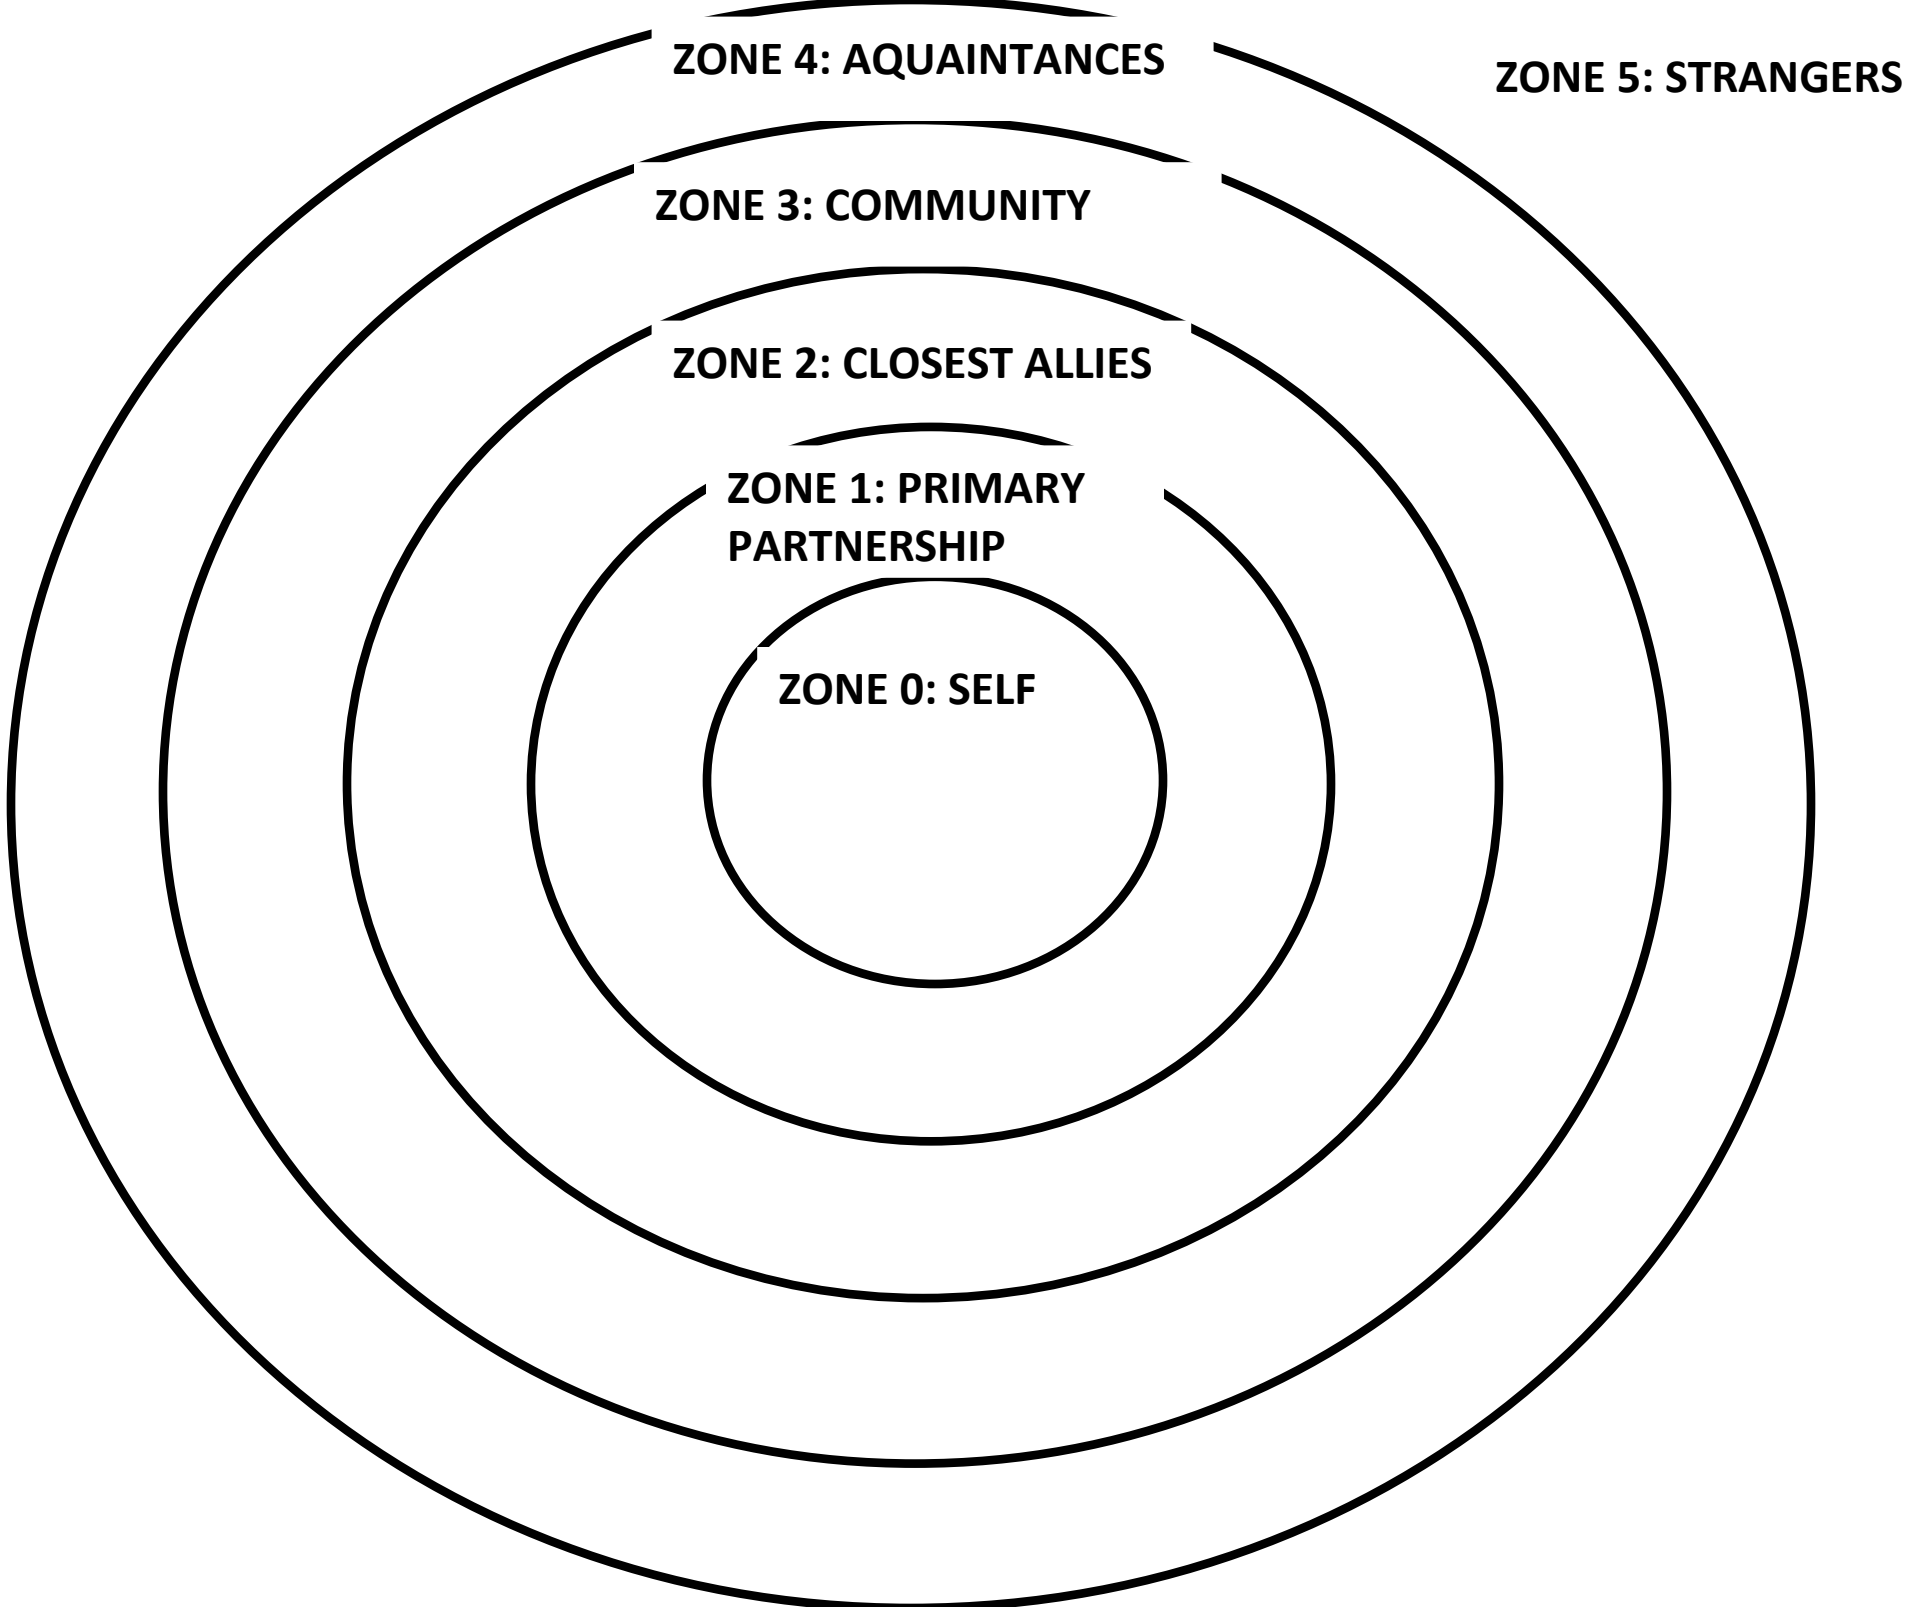 ZONE 4: AQUAINTANCES
ZONE 5: STRANGERS
ZONE 3: COMMUNITY
ZONE 2: CLOSEST ALLIES
ZONE 1: PRIMARY
PARTNERSHIP
ZONE 0: SELF